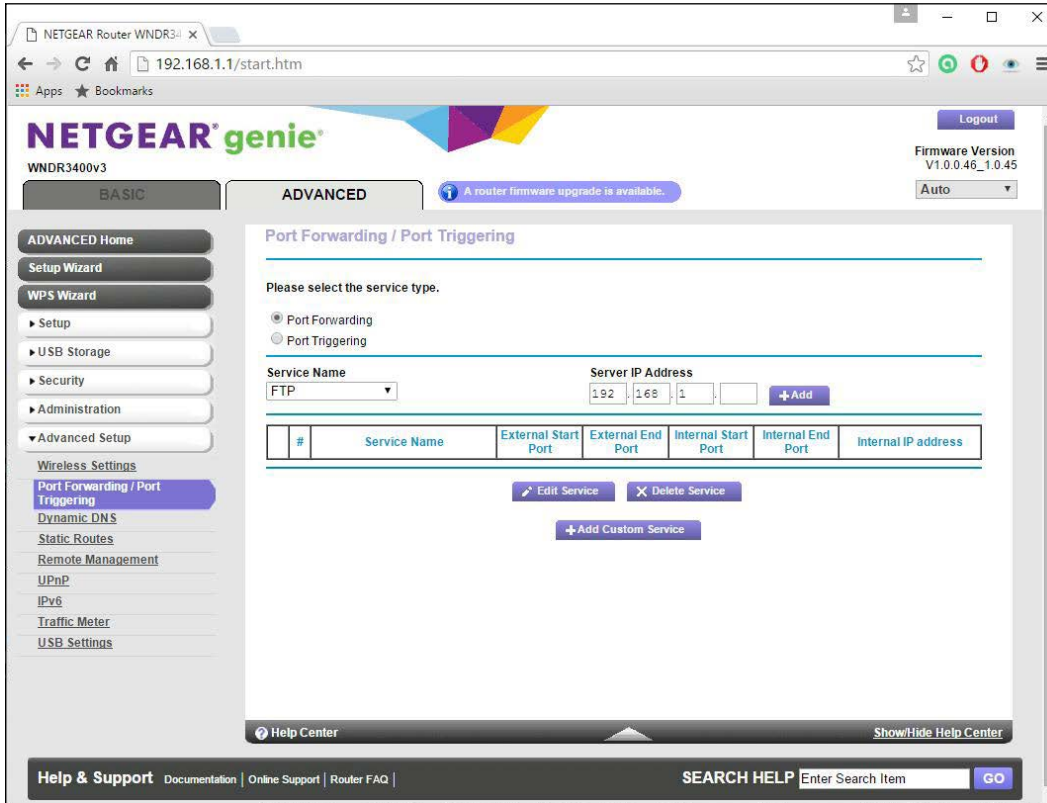 NETGEAR Router WNDR34
192.168.1.1/start.htm
Apps Bookmarks
NETGEAR® genie®
WNDR3400v3
Logout
Firmware Version
V1.0.0.46_1.0.45
BASIC
ADVANCED
A router firmware upgrade is available.
Auto
ADVANCED Home
Setup Wizard
WPS Wizard
Setup
USB Storage
Security
Administration
Advanced Setup
Wireless Settings
Port Forwarding / Port
Triggering
Dynamic DNS
Static Routes
Remote Management
UPnP
IPv6
Traffic Meter
USB Settings
Port Forwarding / Port Triggering
Please select the service type.
Port Forwarding
Port Triggering
Service Name
FTP
Server IP Address
192 . 168 . 1 .
+Add
# Service Name External Start Port External End Port Internal Start Port Internal End Port Internal IP address
Edit Service X Delete Service
+Add Custom Service
? Help Center Show/Hide Help Center
Help & Support Documentation | Online Support | Router FAQ |
SEARCH HELP Enter Search Item GO